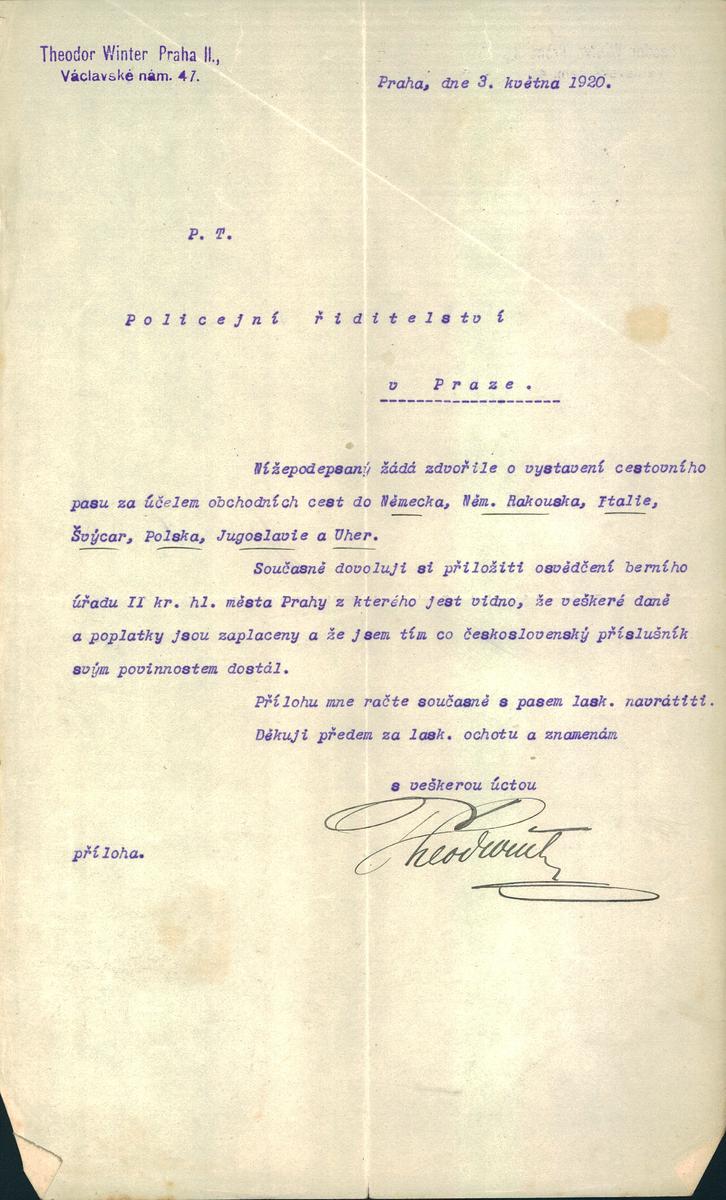 Theodor Winter Praha II.,
Václavské nám. 47.
Praha, dne 3. května 1920.
P. T.
Policejní řiditelství
v Praze.
Nížepodepsaný žádá zdvořile o vystavení cestovního
pasu za účelem obchodních cest do Německa, Něm. Rakouska, Italie,
Švýcar, Polska, Jugoslavie a Uher.
Současně dovoluji si přiložiti osvědčení berního
úřadu II kr. hl. města Prahy z kterého jest vidno, že veškeré daně
a poplatky jsou zaplaceny a že jsem tím co československý příslušník
svým povinnostem dostál.
Přílohu mne račte současně s pasem lask. navrátiti.
Děkuji předem za lask. ochotu a znamenám
s veškerou úctou
TheodWinter
příloha.